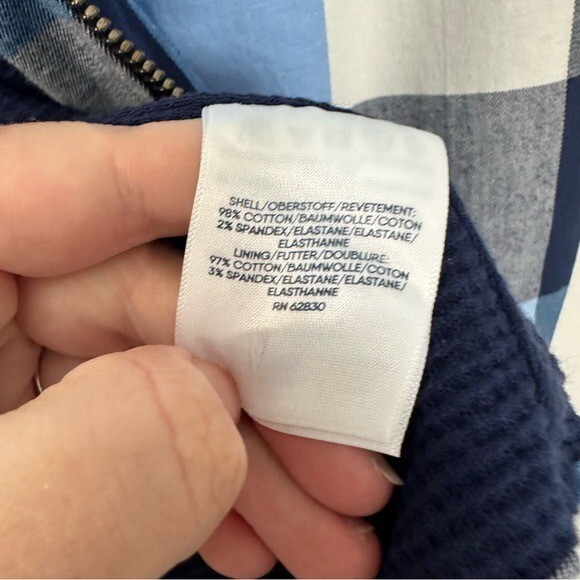 SHELL/OBERSTOFF/REVETEMENT:
98% COTTON/BAUMWOLLE/COTON
2% SPANDEX/ELASTANE/ELASTANE/
ELASTHANNE
LINING/FUTTER/DOUBLURE:
97% COTTON/BAUMWOLLE/COTON
3% SPANDEX/ELASTANE/ELASTANE/
ELASTHANNE
RN 62830